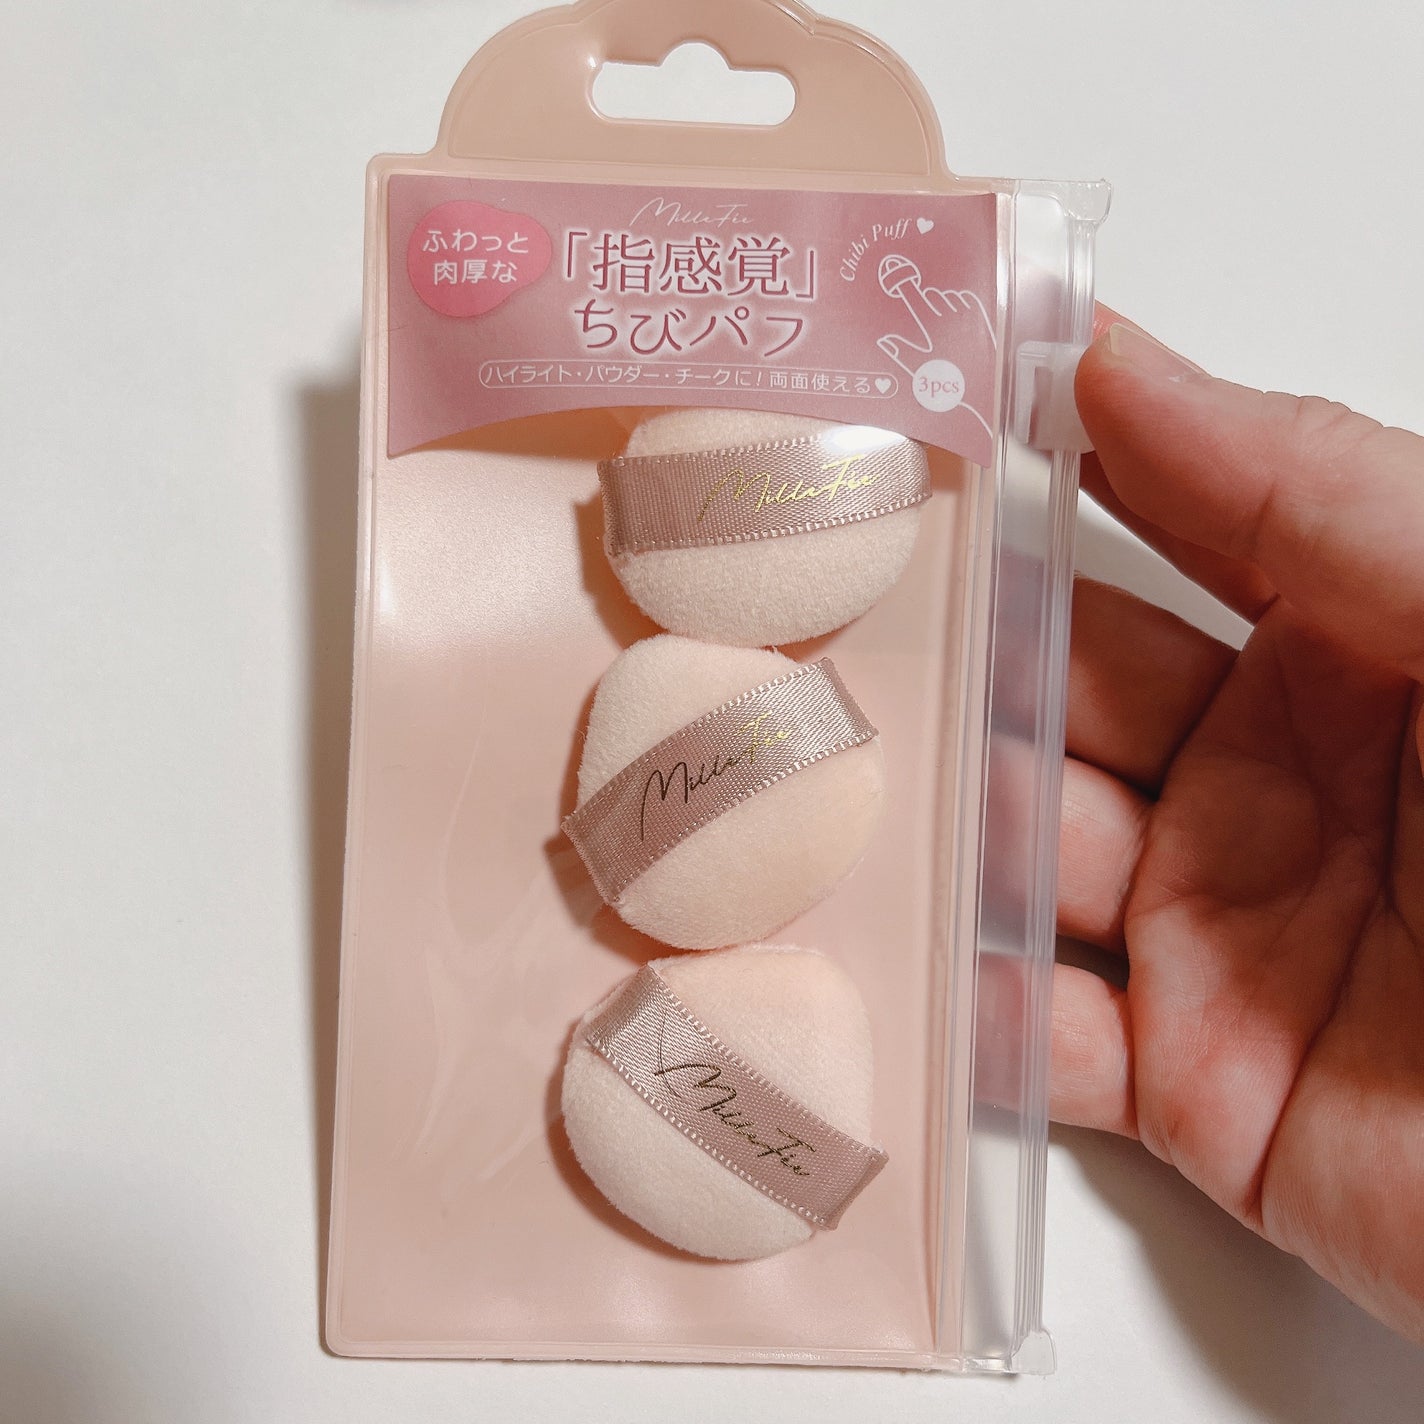 MilleFée
ふわっと
肉厚な
「指感覚」
ちびパフ
Chibi Puff ♥
ハイライト・パウダー・チークに!両面使える♥
3pcs
MilleFée
MilleFée
MilleFée